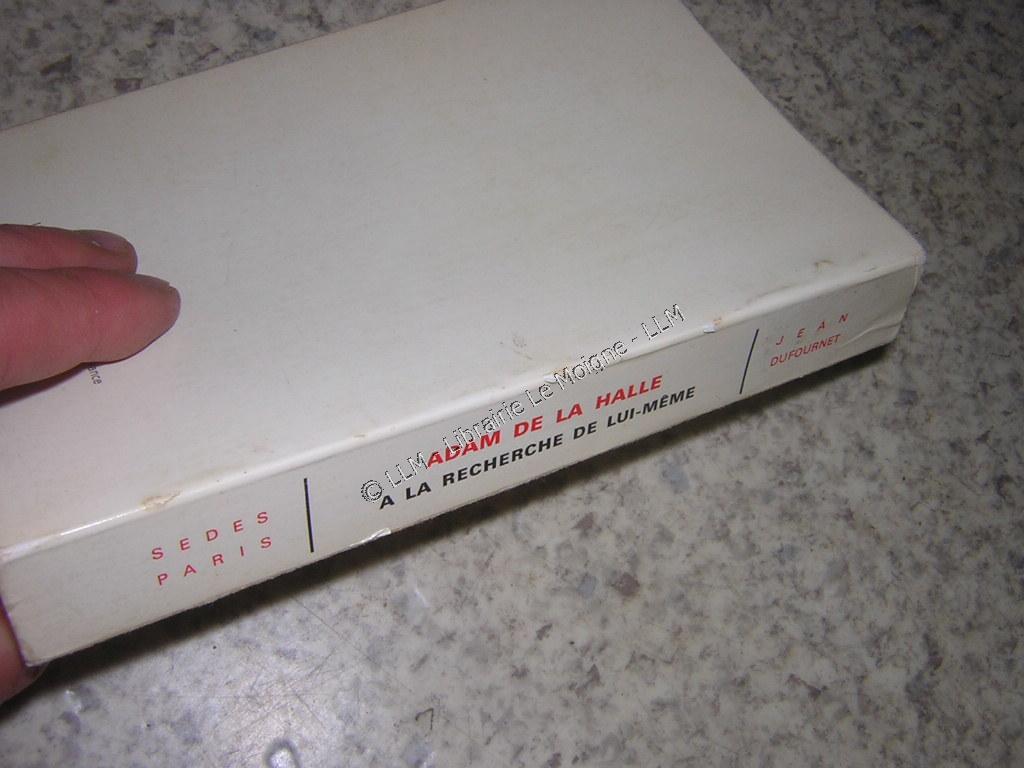 SEDES
PARIS
ADAM DE LA HALLE
A LA RECHERCHE DE LUI-MÊME
JEAN
DUFOURNET
© LLM - Librairie Le Moigne - LLM